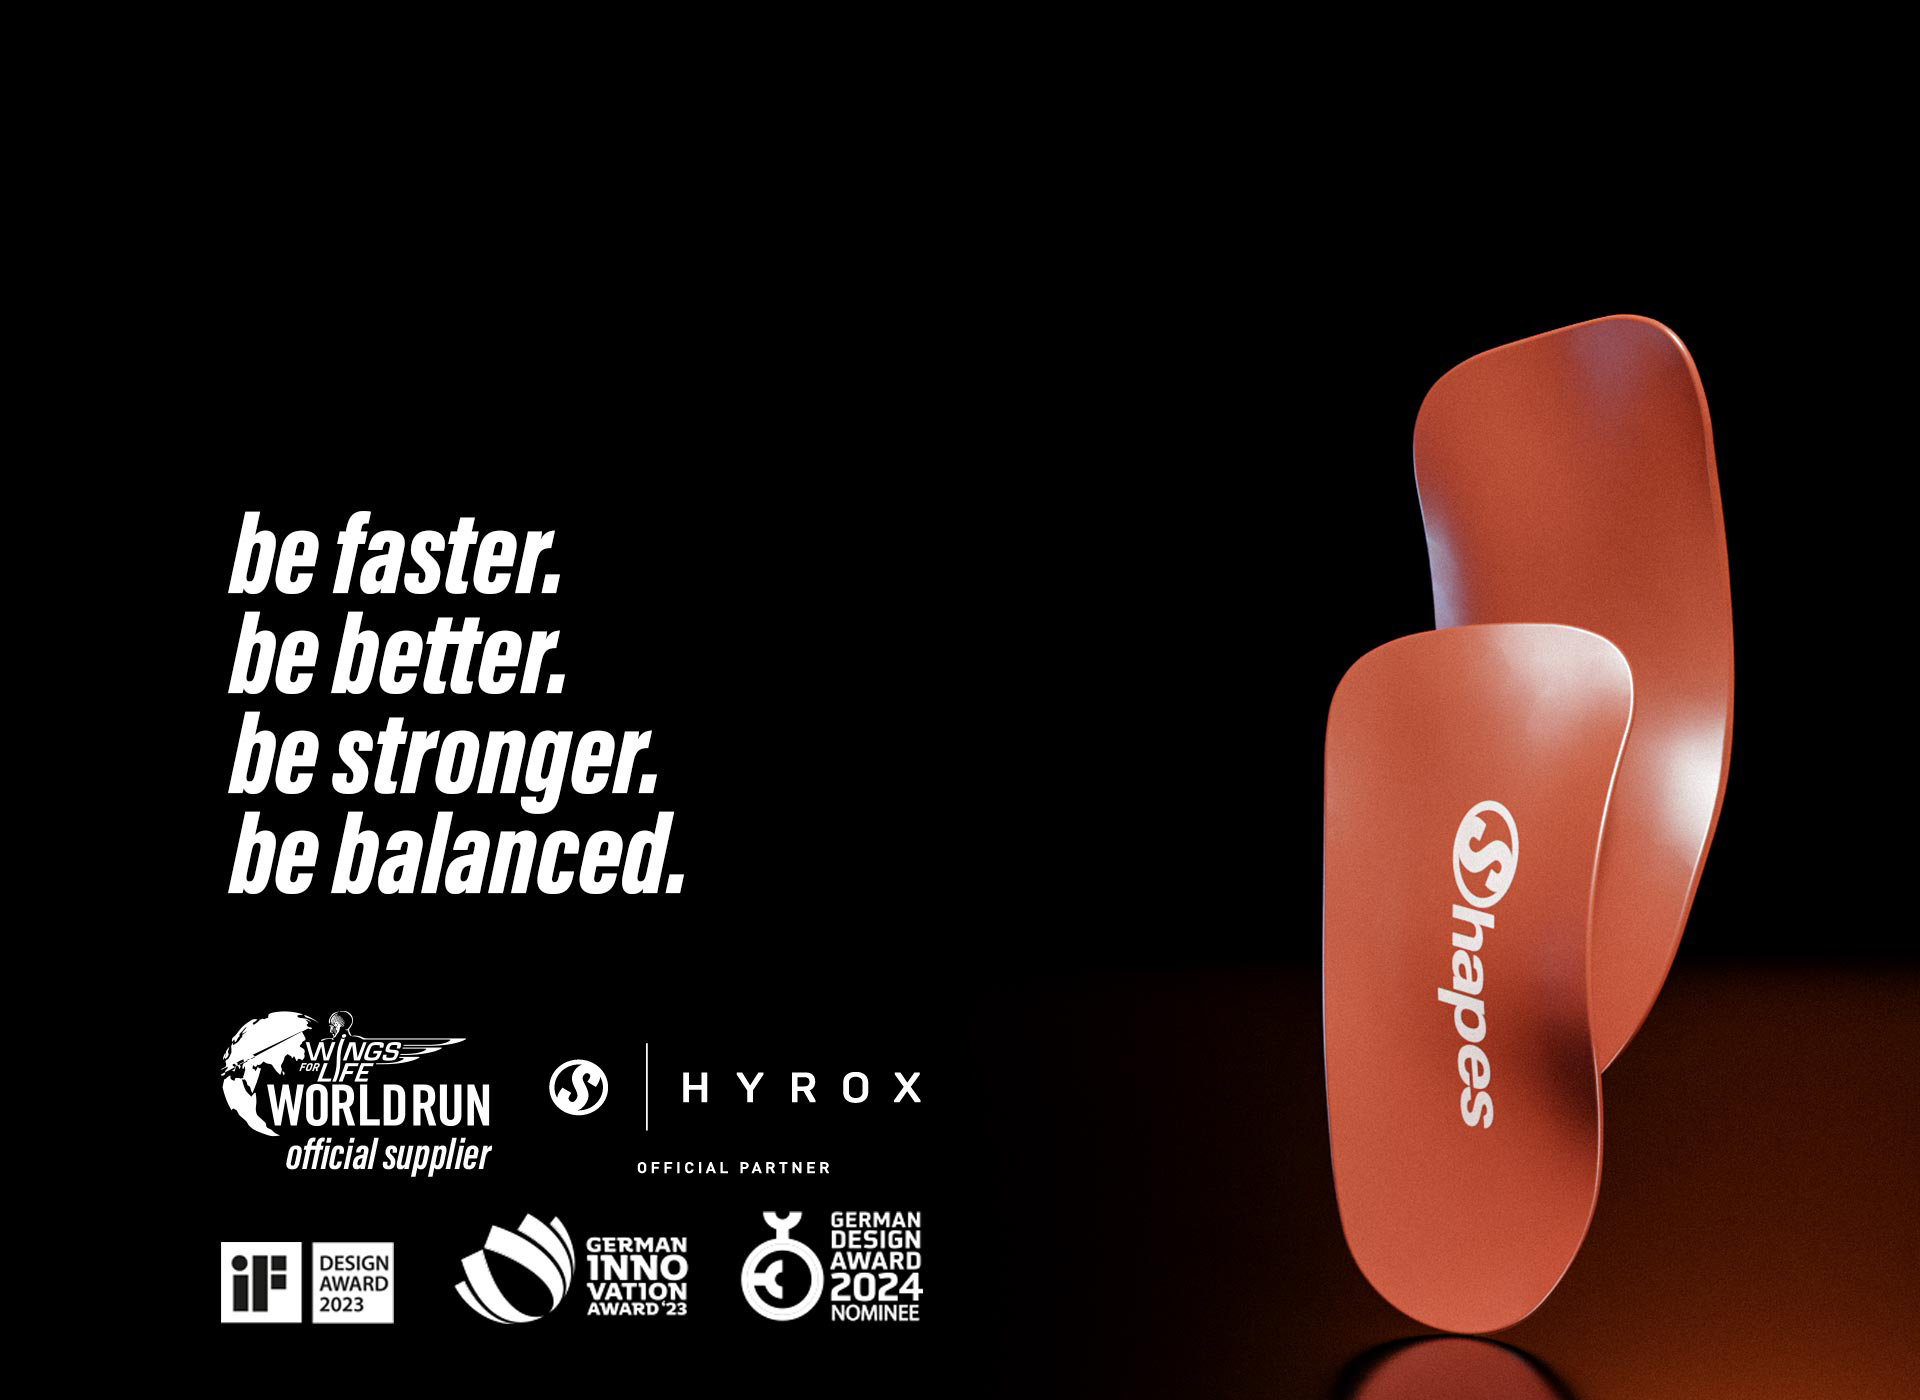 be faster.
be better.
be stronger.
be balanced.
WINGS
FOR LIFE
WORLD RUN
official supplier
S
HYROX
OFFICIAL PARTNER
iF
DESIGN
AWARD
2023
GERMAN
INNO
VATION
AWARD '23
GERMAN
DESIGN
AWARD
2024
NOMINEE
Shapes